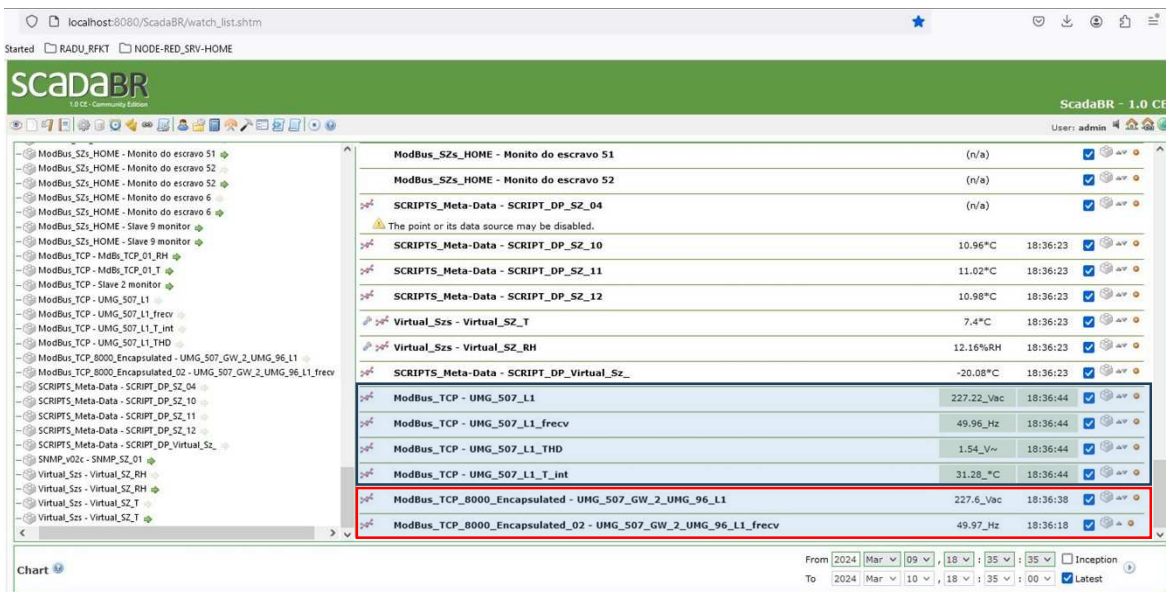 localhost:8080/ScadaBR/watch_list.shtm
Started RADU_RFKT NODE-RED_SRV-HOME
SCADABR
1.0 CE - Community Edition
ScadaBR - 1.0 CE
User: admin
ModBus_SZs_HOME - Monito do escravo 51
ModBus_SZs_HOME - Monito do escravo 52
ModBus_SZs_HOME - Monito do escravo 52
ModBus_SZs_HOME - Monito do escravo 6
ModBus_SZs_HOME - Monito do escravo 6
ModBus_SZs_HOME - Slave 9 monitor
ModBus_SZs_HOME - Slave 9 monitor
ModBus_TCP - MdBs_TCP_01_RH
ModBus_TCP - MdBs_TCP_01_T
ModBus_TCP - Slave 2 monitor
ModBus_TCP - UMG_507_L1
ModBus_TCP - UMG_507_L1_frecv
ModBus_TCP - UMG_507_L1_T_int
ModBus_TCP - UMG_507_L1_THD
ModBus_TCP_8000_Encapsulated - UMG_507_GW_2_UMG_96_L1
ModBus_TCP_8000_Encapsulated_02 - UMG_507_GW_2_UMG_96_L1_frecv
SCRIPTS_Meta-Data - SCRIPT_DP_SZ_04
SCRIPTS_Meta-Data - SCRIPT_DP_SZ_10
SCRIPTS_Meta-Data - SCRIPT_DP_SZ_11
SCRIPTS_Meta-Data - SCRIPT_DP_SZ_12
SCRIPTS_Meta-Data - SCRIPT_DP_Virtual_Sz_
SNMP_v02c - SNMP_SZ_01
Virtual_Szs - Virtual_SZ_RH
Virtual_Szs - Virtual_SZ_RH
Virtual_Szs - Virtual_SZ_T
Virtual_Szs - Virtual_SZ_T
ModBus_SZs_HOME - Monito do escravo 51 (n/a)
ModBus_SZs_HOME - Monito do escravo 52 (n/a)
SCRIPTS_Meta-Data - SCRIPT_DP_SZ_04 (n/a)
The point or its data source may be disabled.
SCRIPTS_Meta-Data - SCRIPT_DP_SZ_10 10.96*C 18:36:23
SCRIPTS_Meta-Data - SCRIPT_DP_SZ_11 11.02*C 18:36:23
SCRIPTS_Meta-Data - SCRIPT_DP_SZ_12 10.98*C 18:36:23
Virtual_Szs - Virtual_SZ_T 7.4*C 18:36:23
Virtual_Szs - Virtual_SZ_RH 12.16%RH 18:36:23
SCRIPTS_Meta-Data - SCRIPT_DP_Virtual_Sz_ -20.08*C 18:36:23
ModBus_TCP - UMG_507_L1 227.22_Vac 18:36:44
ModBus_TCP - UMG_507_L1_frecv 49.96_Hz 18:36:44
ModBus_TCP - UMG_507_L1_THD 1.54_V~ 18:36:44
ModBus_TCP - UMG_507_L1_T_int 31.28_*C 18:36:44
ModBus_TCP_8000_Encapsulated - UMG_507_GW_2_UMG_96_L1 227.6_Vac 18:36:38
ModBus_TCP_8000_Encapsulated_02 - UMG_507_GW_2_UMG_96_L1_frecv 49.97_Hz 18:36:18
Chart
From 2024 Mar 09 , 18 : 35 : 35 Inception
To 2024 Mar 10 , 18 : 35 : 00 Latest